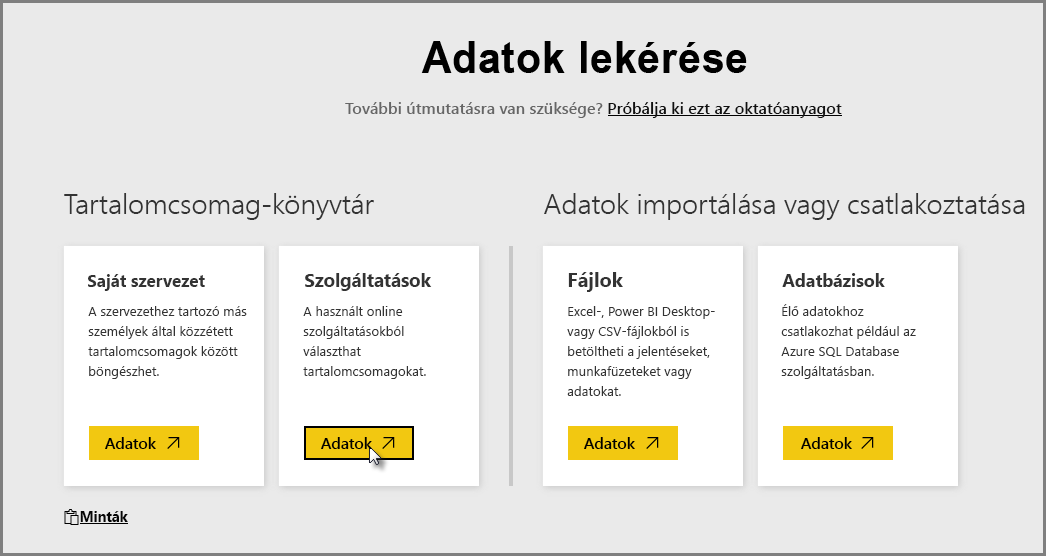 Adatok lekérése
További útmutatásra van szüksége? Próbálja ki ezt az oktatóanyagot
Tartalomcsomag-könyvtár
Saját szervezet
A szervezethez tartozó más
személyek által közzétett
tartalomcsomagok között
böngészhet.
Adatok
Szolgáltatások
A használt online
szolgáltatásokból
választhat
tartalomcsomagokat.
Adatok
Adatok importálása vagy csatlakoztatása
Fájlok
Excel-, Power BI Desktop-
vagy CSV-fájlokból is
betöltheti a jelentéseket,
munkafüzeteket vagy
adatokat.
Adatok
Adatbázisok
Élő adatokhoz
csatlakozhat például az
Azure SQL Database
szolgáltatásban.
Adatok
Minták